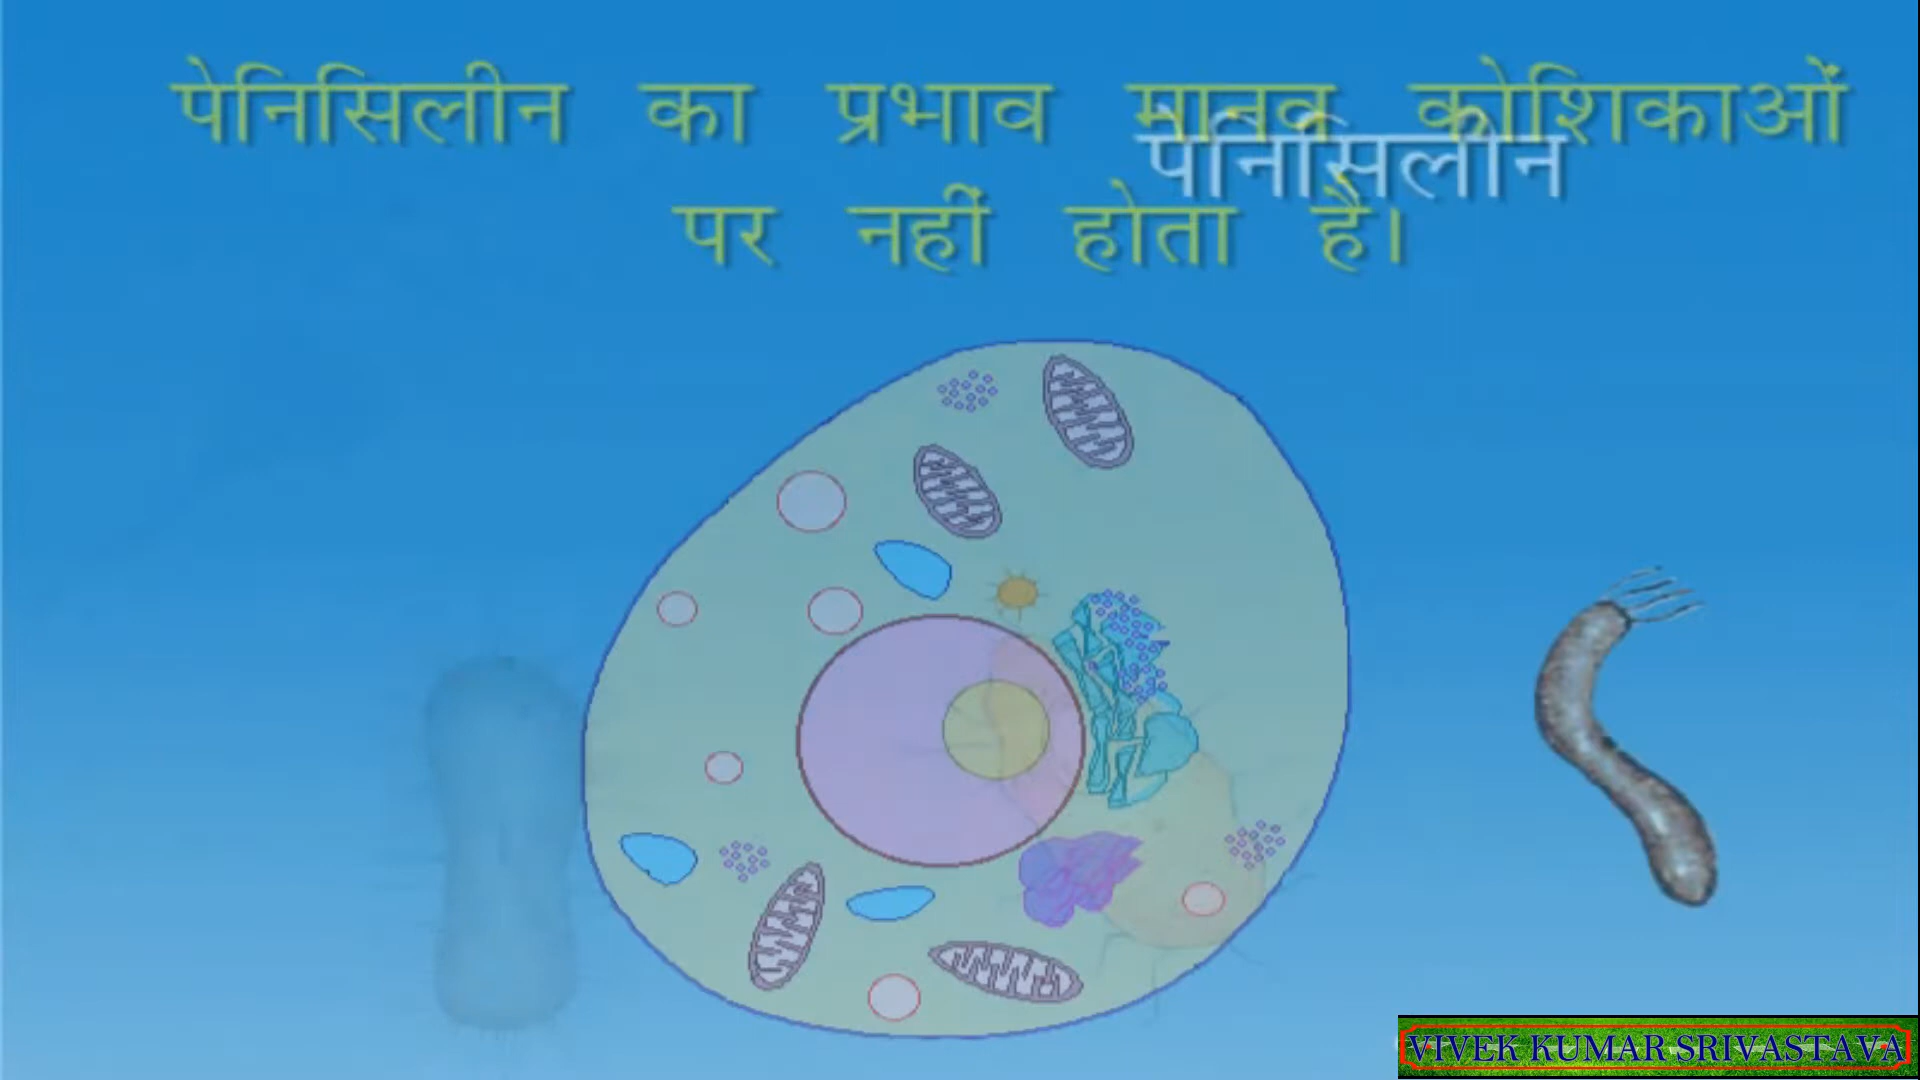 पेनिसिलीन का प्रभाव मानव कोशिकाओं
पेनिसिलीन
पर नहीं होता है।
VIVEK KUMAR SRIVASTAVA